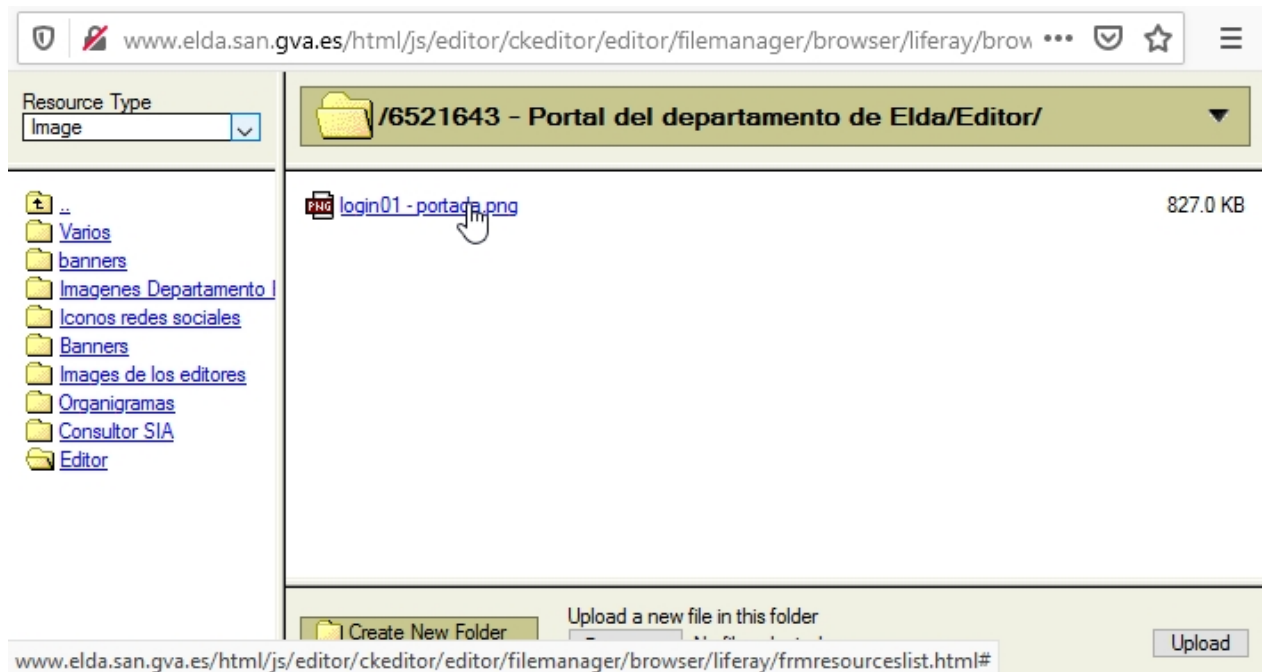 www.elda.san.gva.es/html/js/editor/ckeditor/editor/filemanager/browser/liferay/brow
Resource Type
Image
/6521643 - Portal del departamento de Elda/Editor/
..
Varios
banners
Imagenes Departamento
Iconos redes sociales
Banners
Images de los editores
Organigramas
Consultor SIA
Editor
PNG login01 - portada.png 827.0 KB
Upload a new file in this folder
Create New Folder
Upload
www.elda.san.gva.es/html/js/editor/ckeditor/editor/filemanager/browser/liferay/frmresourceslist.html#